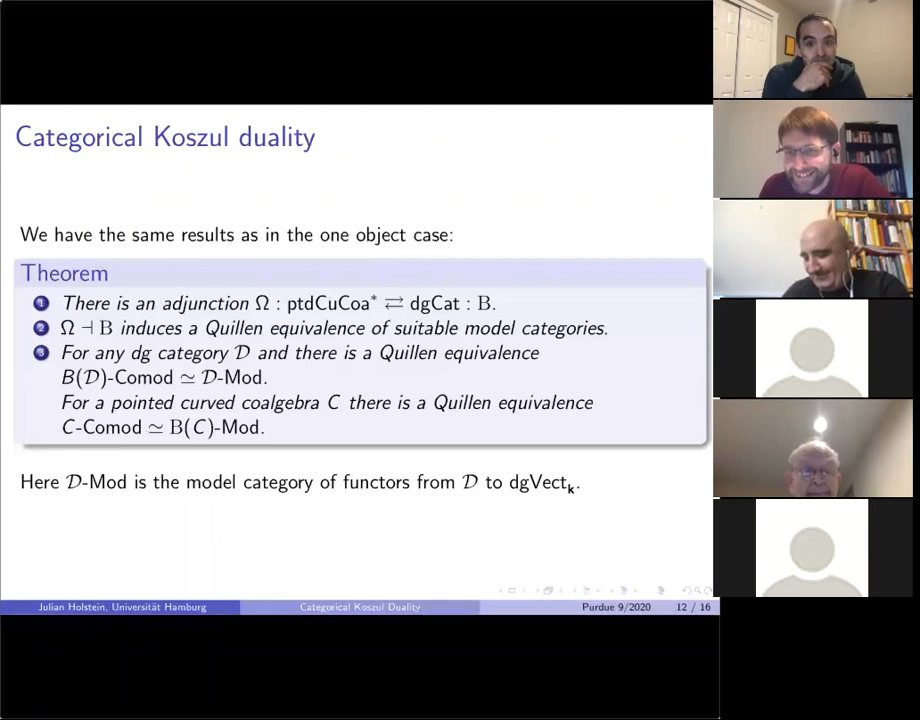 Categorical Koszul duality
We have the same results as in the one object case:
Theorem
1 There is an adjunction Ω : ptdCuCoa* ⇄ dgCat : B.
2 Ω ⊣ B induces a Quillen equivalence of suitable model categories.
3 For any dg category 𝒟 and there is a Quillen equivalence
B(𝒟)-Comod ≃ 𝒟-Mod.
For a pointed curved coalgebra C there is a Quillen equivalence
C-Comod ≃ B(C)-Mod.
Here 𝒟-Mod is the model category of functors from 𝒟 to dgVectₖ.
Julian Holstein, Universität Hamburg Categorical Koszul Duality Purdue 9/2020 12 / 16